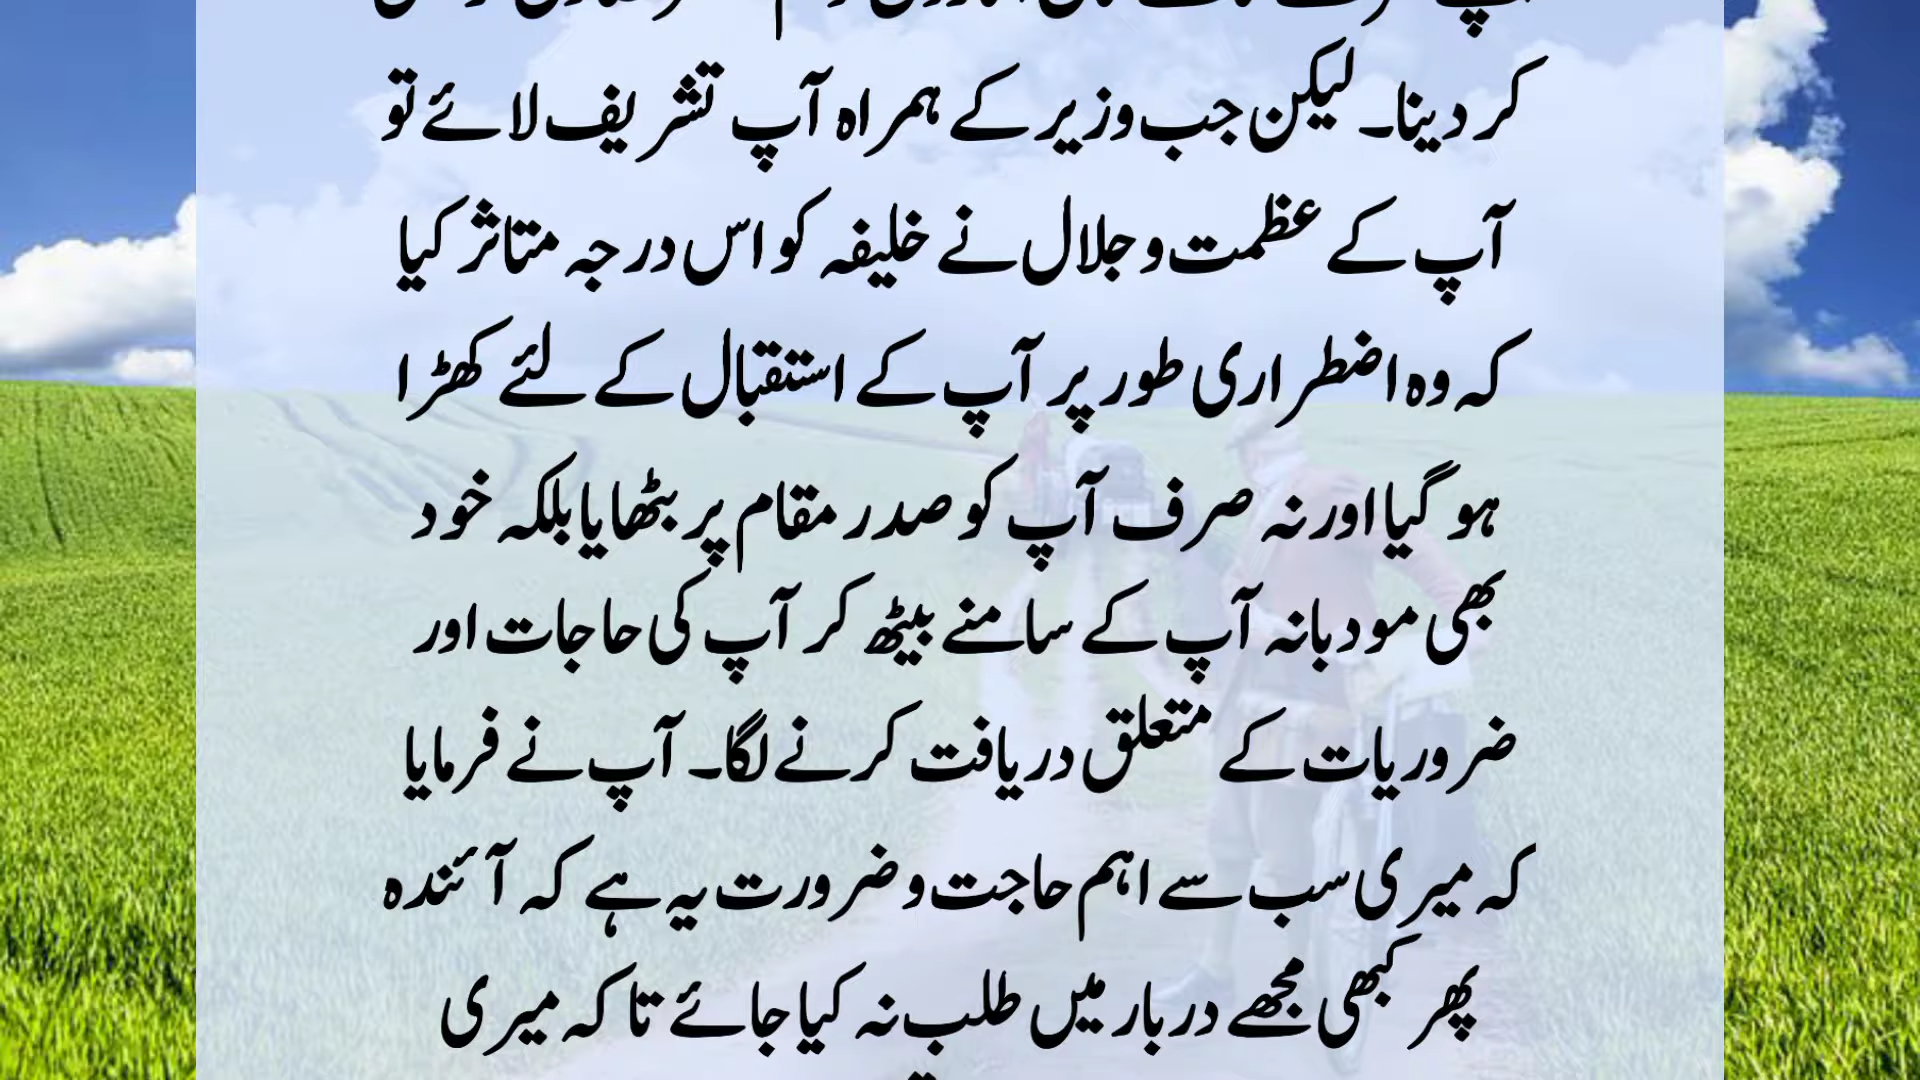 کر دینا۔ لیکن جب وزیر کے ہمراہ آپ تشریف لائے تو
آپ کے عظمت و جلال نے خلیفہ کو اس درجہ متاثر کیا
کہ وہ اضطراری طور پر آپ کے استقبال کے لئے کھڑا
ہو گیا اور نہ صرف آپ کو صدر مقام پر بٹھایا بلکہ خود
بھی مودبانہ آپ کے سامنے بیٹھ کر آپ کی حاجات اور
ضروریات کے متعلق دریافت کرنے لگا۔ آپ نے فرمایا
کہ میری سب سے اہم حاجت و ضرورت یہ ہے کہ آئندہ
پھر کبھی مجھے دربار میں طلب نہ کیا جائے تا کہ میری